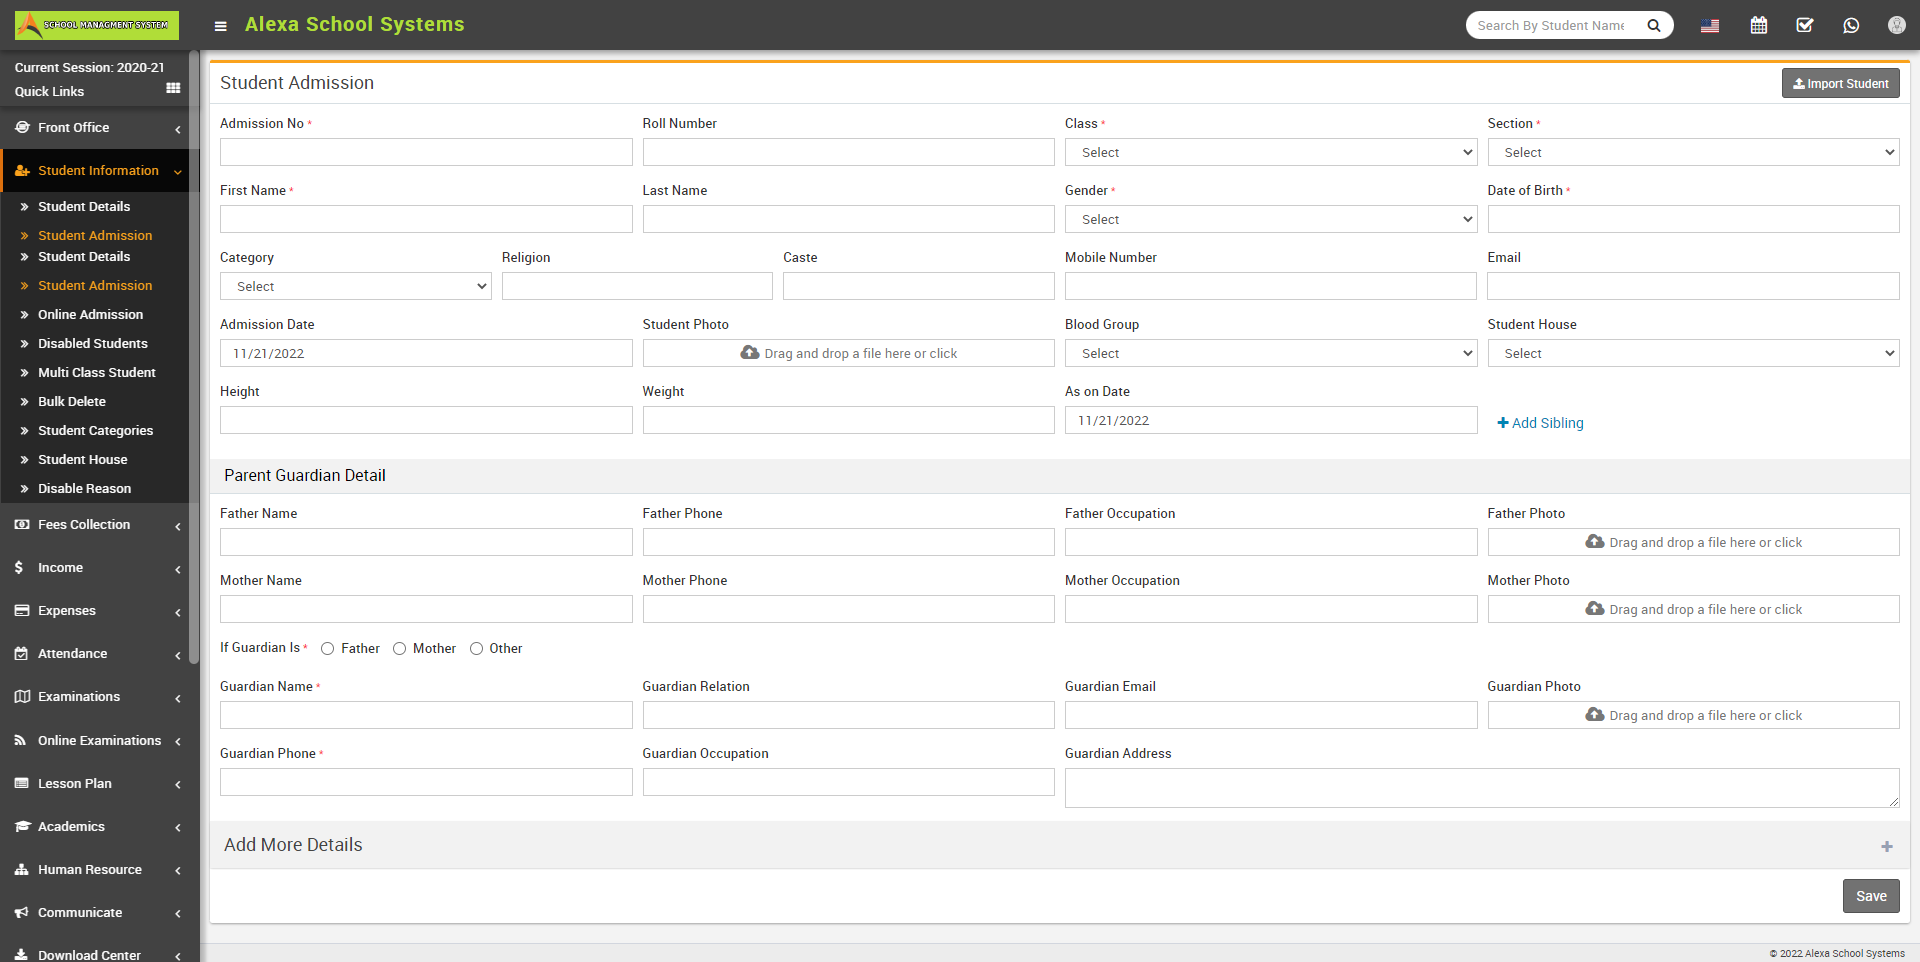 SCHOOL MANAGMENT SYSTEM
Alexa School Systems
Search By Student Name
Current Session: 2020-21
Quick Links
Front Office
Student Information
Student Details
Student Admission
Student Details
Student Admission
Online Admission
Disabled Students
Multi Class Student
Bulk Delete
Student Categories
Student House
Disable Reason
Fees Collection
Income
Expenses
Attendance
Examinations
Online Examinations
Lesson Plan
Academics
Human Resource
Communicate
Download Center
Student Admission
Import Student
Admission No * Roll Number Class * Section *
Select Select
First Name * Last Name Gender * Date of Birth *
Select
Category Religion Caste Mobile Number Email
Select
Admission Date Student Photo Blood Group Student House
11/21/2022 Drag and drop a file here or click Select Select
Height Weight As on Date
11/21/2022 Add Sibling
Parent Guardian Detail
Father Name Father Phone Father Occupation Father Photo
Drag and drop a file here or click
Mother Name Mother Phone Mother Occupation Mother Photo
Drag and drop a file here or click
If Guardian Is * Father Mother Other
Guardian Name * Guardian Relation Guardian Email Guardian Photo
Drag and drop a file here or click
Guardian Phone * Guardian Occupation Guardian Address
Add More Details
Save
© 2022 Alexa School Systems